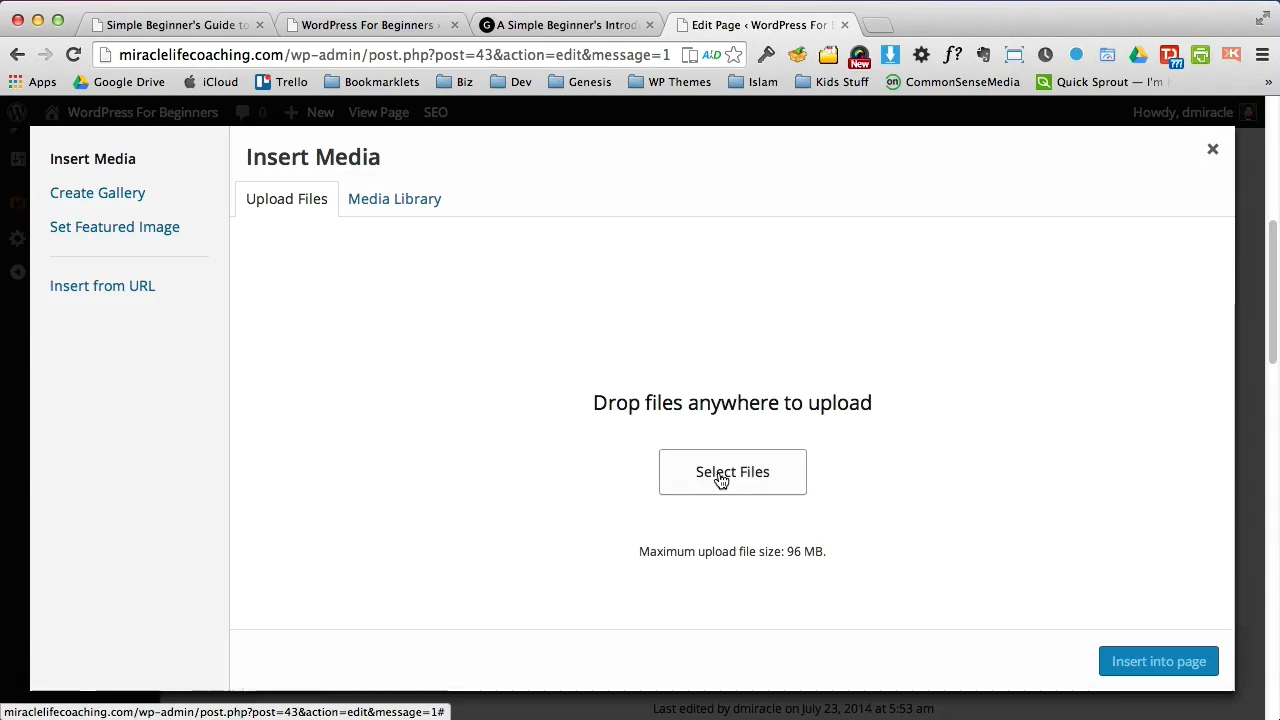 Simple Beginner's Guide to
WordPress For Beginners
A Simple Beginner's Introd
Edit Page ‹ WordPress For B
miraclelifecoaching.com/wp-admin/post.php?post=43&action=edit&message=1
New
777
Apps
Google Drive
iCloud
Trello
Bookmarklets
Biz
Dev
Genesis
WP Themes
Islam
Kids Stuff
on CommonSenseMedia
Quick Sprout — I'm
»
WordPress For Beginners
0
New
View Page
SEO
Howdy, dmiracle
Insert Media
Create Gallery
Set Featured Image
Insert from URL
Insert Media
Upload Files
Media Library
Drop files anywhere to upload
Select Files
Maximum upload file size: 96 MB.
Insert into page
miraclelifecoaching.com/wp-admin/post.php?post=43&action=edit&message=1#
Last edited by dmiracle on July 23, 2014 at 5:53 am